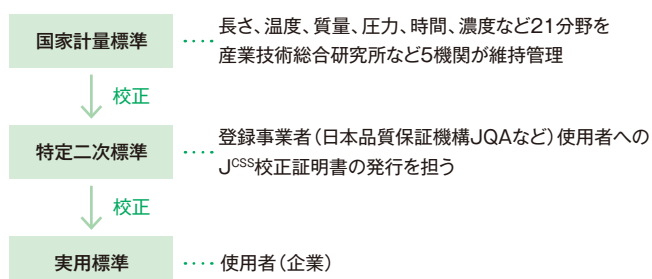 国家計量標準
‥‥ 長さ、温度、質量、圧力、時間、濃度など21分野を
産業技術総合研究所など5機関が維持管理
校正
特定二次標準
‥‥ 登録事業者(日本品質保証機構JQAなど)使用者への
JCSS校正証明書の発行を担う
校正
実用標準
‥‥ 使用者(企業)